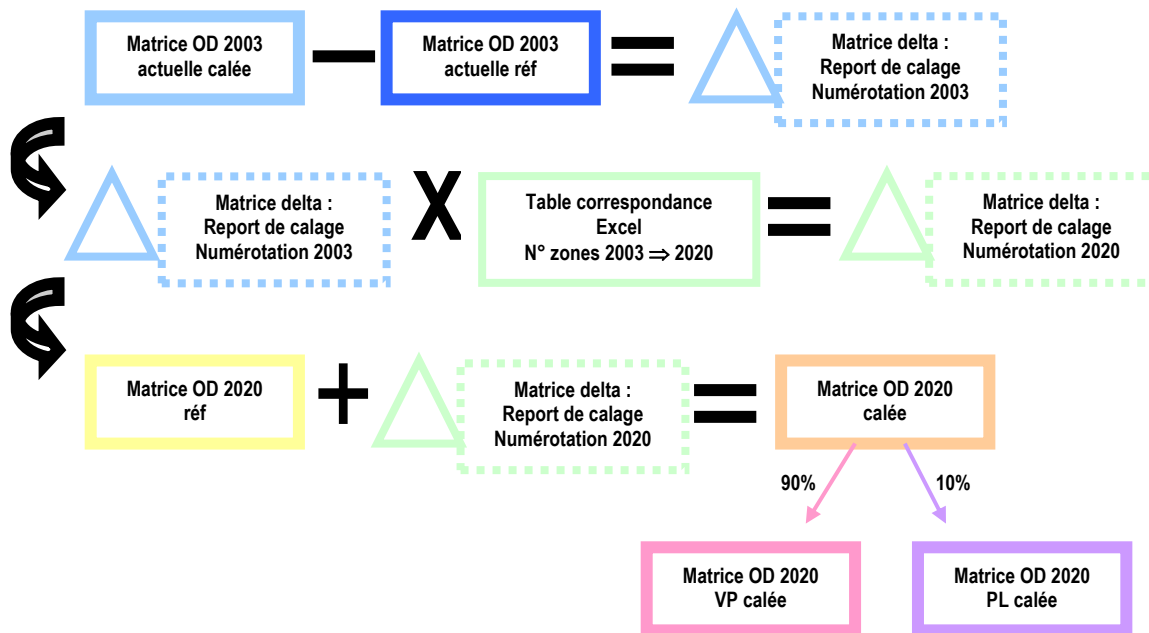 Matrice OD 2003
actuelle calée
Matrice OD 2003
actuelle réf
Matrice delta :
Report de calage
Numérotation 2003
Matrice delta :
Report de calage
Numérotation 2003
X
Table correspondance
Excel
N° zones 2003 ⇒ 2020
Matrice delta :
Report de calage
Numérotation 2020
Matrice OD 2020
réf
Matrice delta :
Report de calage
Numérotation 2020
Matrice OD 2020
calée
90%
10%
Matrice OD 2020
VP calée
Matrice OD 2020
PL calée